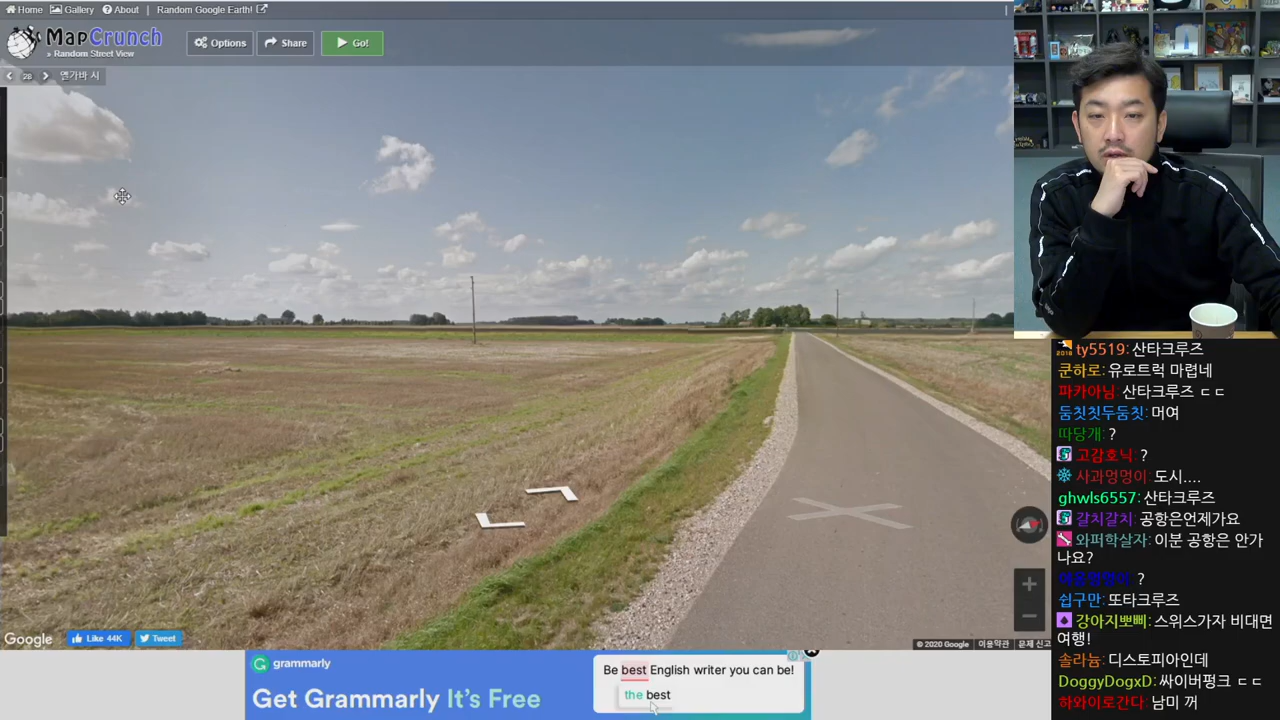 Home Gallery About | Random Google Earth! |
MapCrunch
» Random Street View
Options Share Go!
28 옐가바 시
ty5519: 산타크루즈
쿤하로: 유로트럭 마렵네
파카아님: 산타크루즈 ㄷㄷ
둠칫칫두둠칫: 머여
따당개: ?
고감호닉: ?
사과멍멍이: 도시....
ghwls6557: 산타크루즈
갈치갈치: 공항은언제가요
와퍼학살자: 이분 공항은 안가
나요?
?
쉽구만: 또타크루즈
강아지뽀삐: 스위스가자 비대면
여행!
솔라늄: 디스토피아인데
DoggyDogxD: 싸이버펑크 ㄷㄷ
하와이로간다: 남미 꺼
Google Like 44K Tweet © 2020 Google 이용약관 문제 신고
grammarly
Get Grammarly It's Free
Be best English writer you can be!
the best